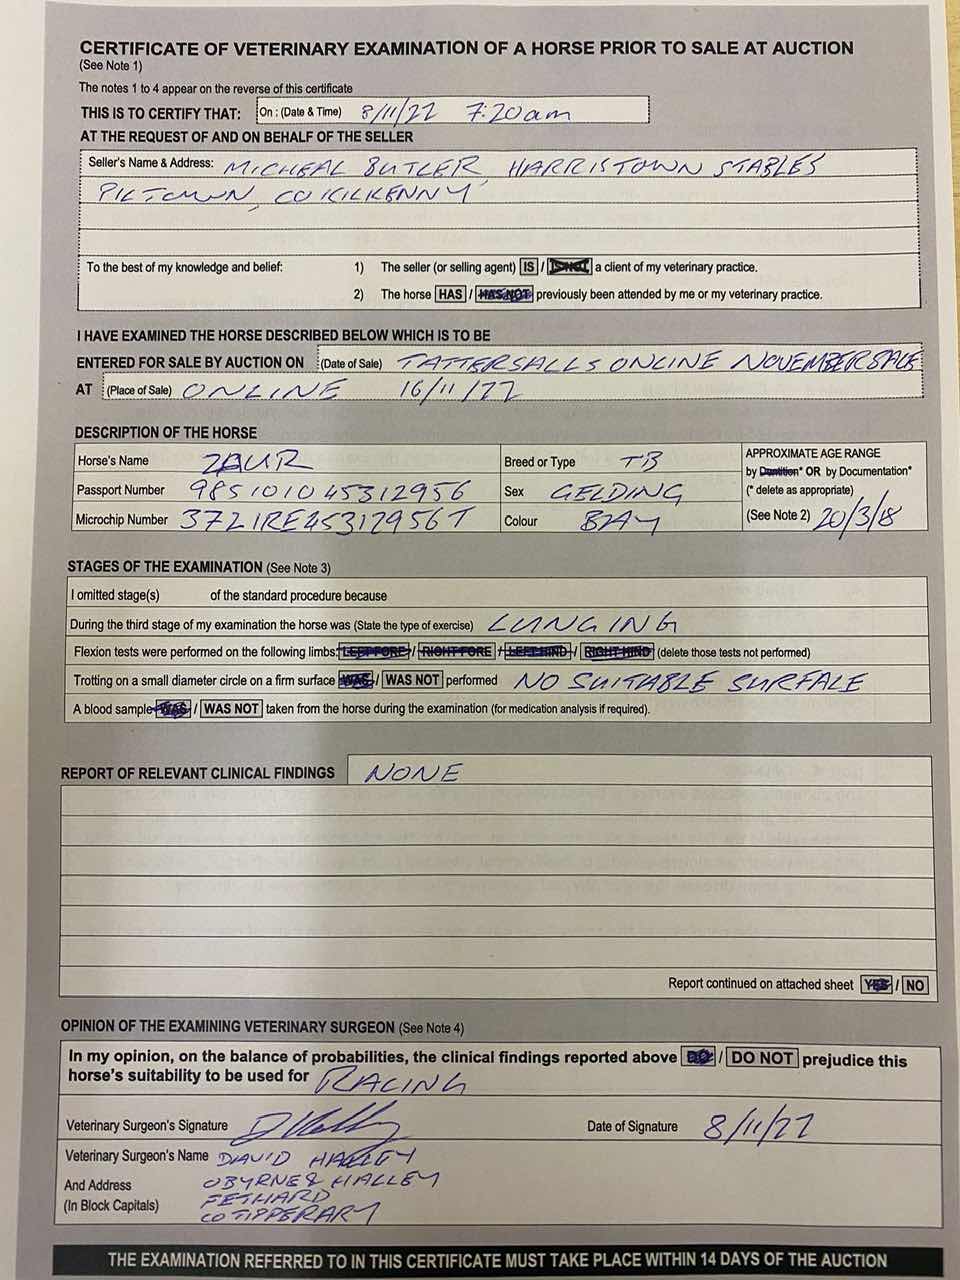 CERTIFICATE OF VETERINARY EXAMINATION OF A HORSE PRIOR TO SALE AT AUCTION
(See Note 1)
The notes 1 to 4 appear on the reverse of this certificate
THIS IS TO CERTIFY THAT: On : (Date & Time) 8/11/22 7:20am
AT THE REQUEST OF AND ON BEHALF OF THE SELLER
Seller's Name & Address: MICHEAL BUTLER, HARRISTOWN STABLES
PILTOWN, CO KILKENNY
To the best of my knowledge and belief: 1) The seller (or selling agent) IS / IS NOT a client of my veterinary practice.
2) The horse HAS / HAS NOT previously been attended by me or my veterinary practice.
I HAVE EXAMINED THE HORSE DESCRIBED BELOW WHICH IS TO BE
ENTERED FOR SALE BY AUCTION ON (Date of Sale) TATTERSALLS ONLINE NOVEMBER SALE
AT (Place of Sale) ONLINE 16/11/22
DESCRIPTION OF THE HORSE
Horse's Name ZAUR Breed or Type TB APPROXIMATE AGE RANGE
by Dentition* OR by Documentation*
Passport Number 985101045312956 Sex GELDING (* delete as appropriate)
Microchip Number 372IRE45312956T Colour BAY (See Note 2) 20/3/18
STAGES OF THE EXAMINATION (See Note 3)
I omitted stage(s) of the standard procedure because
During the third stage of my examination the horse was (State the type of exercise) LUNGING
Flexion tests were performed on the following limbs: LEFT FORE / RIGHT FORE / LEFT HIND / RIGHT HIND (delete those tests not performed)
Trotting on a small diameter circle on a firm surface WAS / WAS NOT performed NO SUITABLE SURFACE
A blood sample WAS / WAS NOT taken from the horse during the examination (for medication analysis if required).
REPORT OF RELEVANT CLINICAL FINDINGS NONE
Report continued on attached sheet YES / NO
OPINION OF THE EXAMINING VETERINARY SURGEON (See Note 4)
In my opinion, on the balance of probabilities, the clinical findings reported above DO / DO NOT prejudice this
horse's suitability to be used for RACING
Veterinary Surgeon's Signature Date of Signature 8/11/22
Veterinary Surgeon's Name DAVID HALLEY
And Address OBYRNE & HALLEY
(In Block Capitals) FETHARD
CO TIPPERARY
THE EXAMINATION REFERRED TO IN THIS CERTIFICATE MUST TAKE PLACE WITHIN 14 DAYS OF THE AUCTION